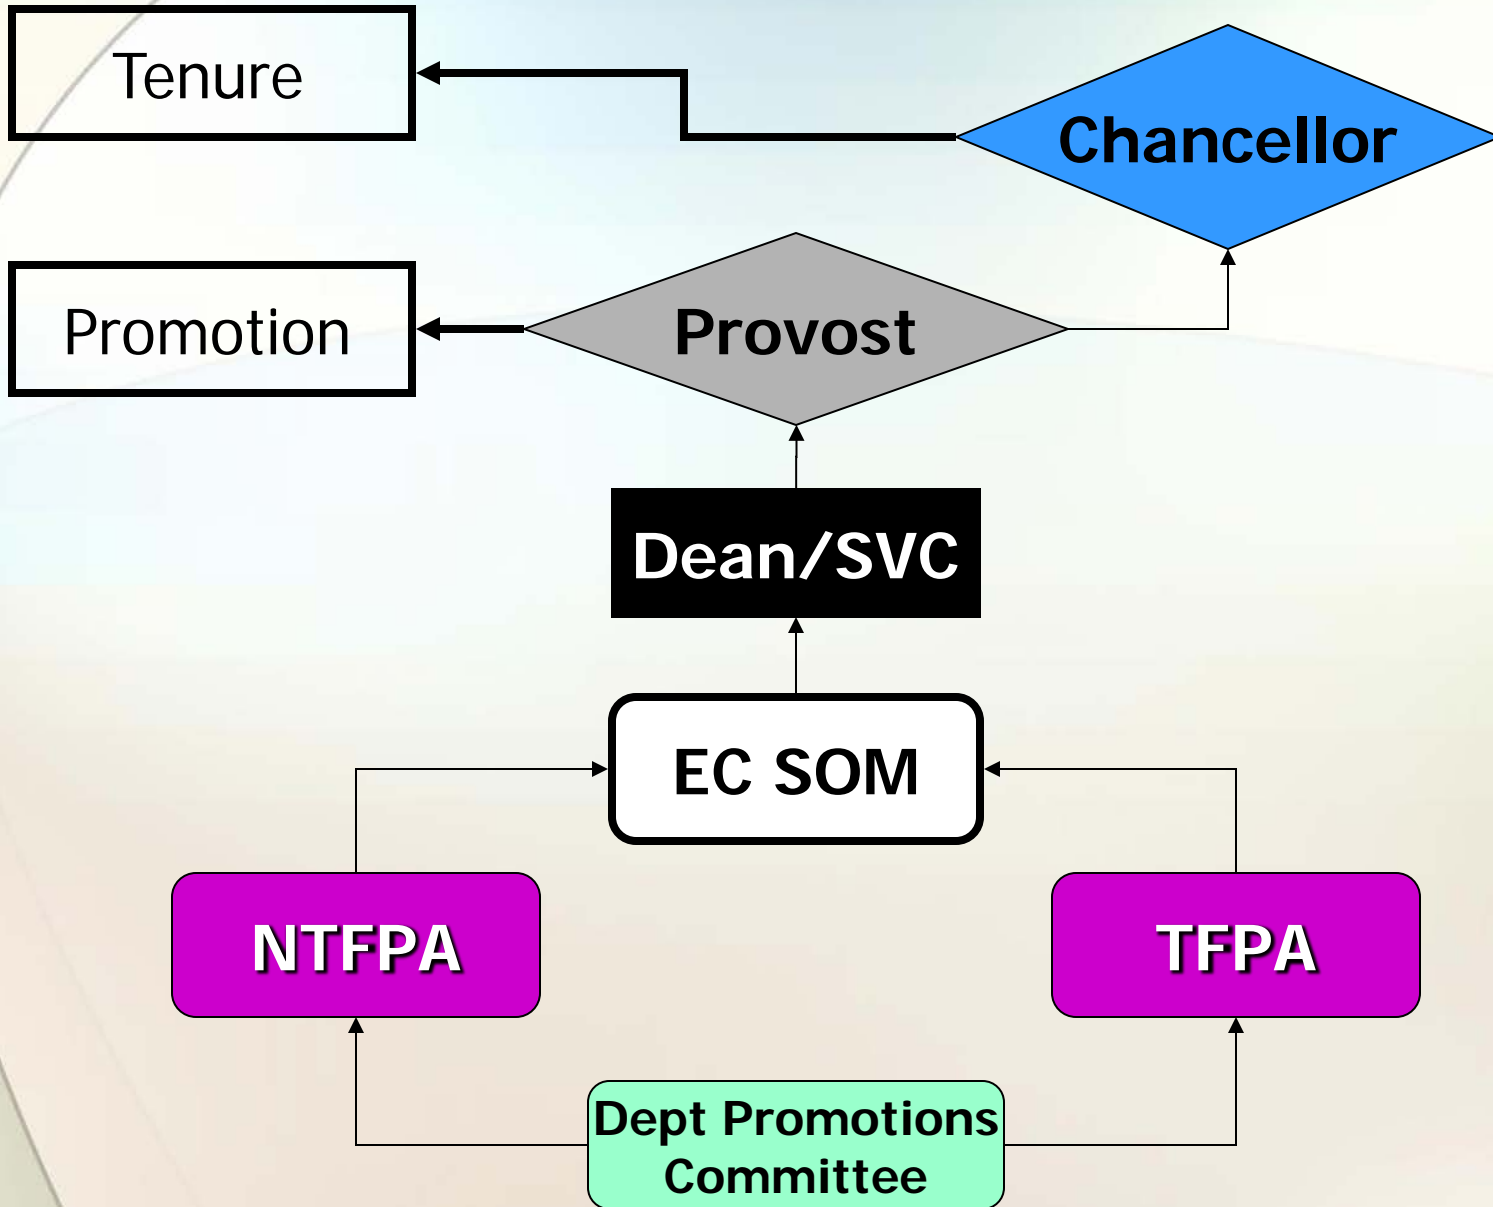 Tenure
Chancellor
Promotion
Provost
Dean/SVC
EC SOM
NTFPA
TFPA
Dept Promotions
Committee